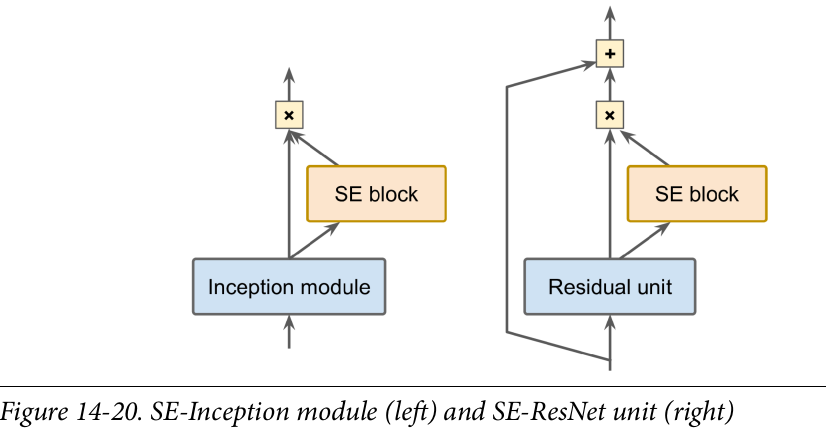 +
×
×
SE block
SE block
Inception module
Residual unit
Figure 14-20. SE-Inception module (left) and SE-ResNet unit (right)